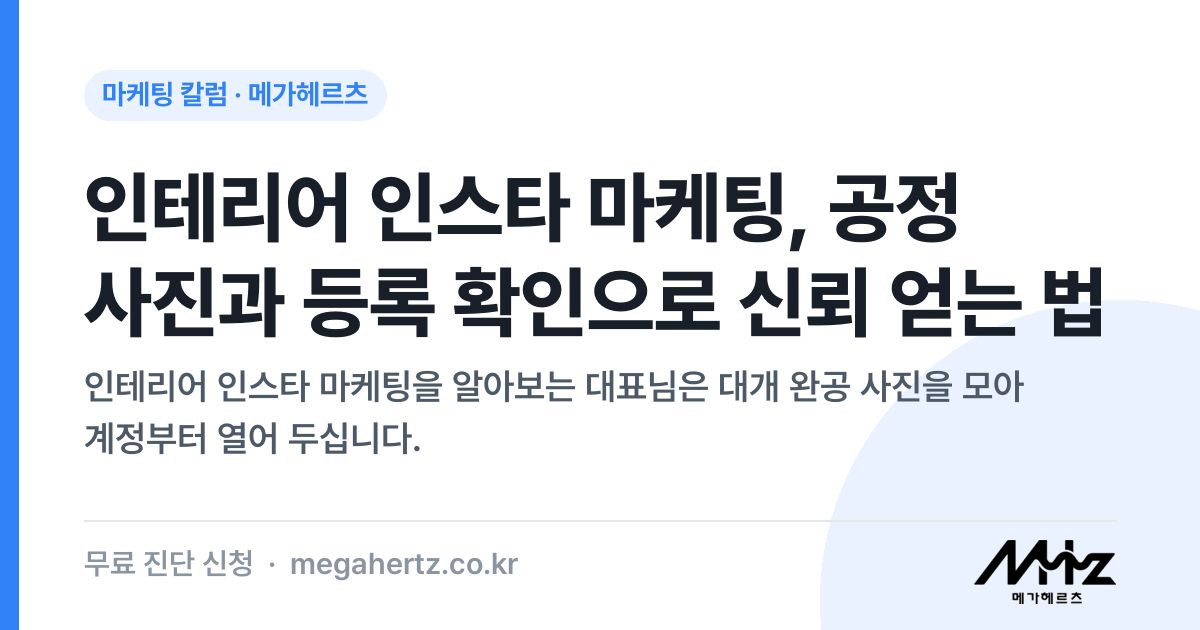 마케팅 칼럼 · 메가헤르츠
인테리어 인스타 마케팅, 공정
사진과 등록 확인으로 신뢰 얻는 법
인테리어 인스타 마케팅을 알아보는 대표님은 대개 완공 사진을 모아
계정부터 열어 두십니다.
무료 진단 신청 · megahertz.co.kr
MHz
메가헤르츠